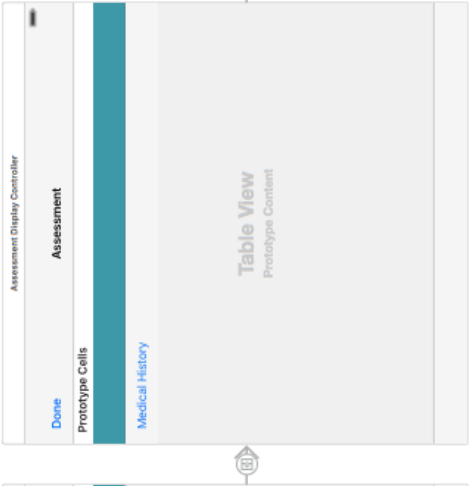 Assessment Display Controller
Done Assessment
Prototype Cells
Medical History
Table View
Prototype Content